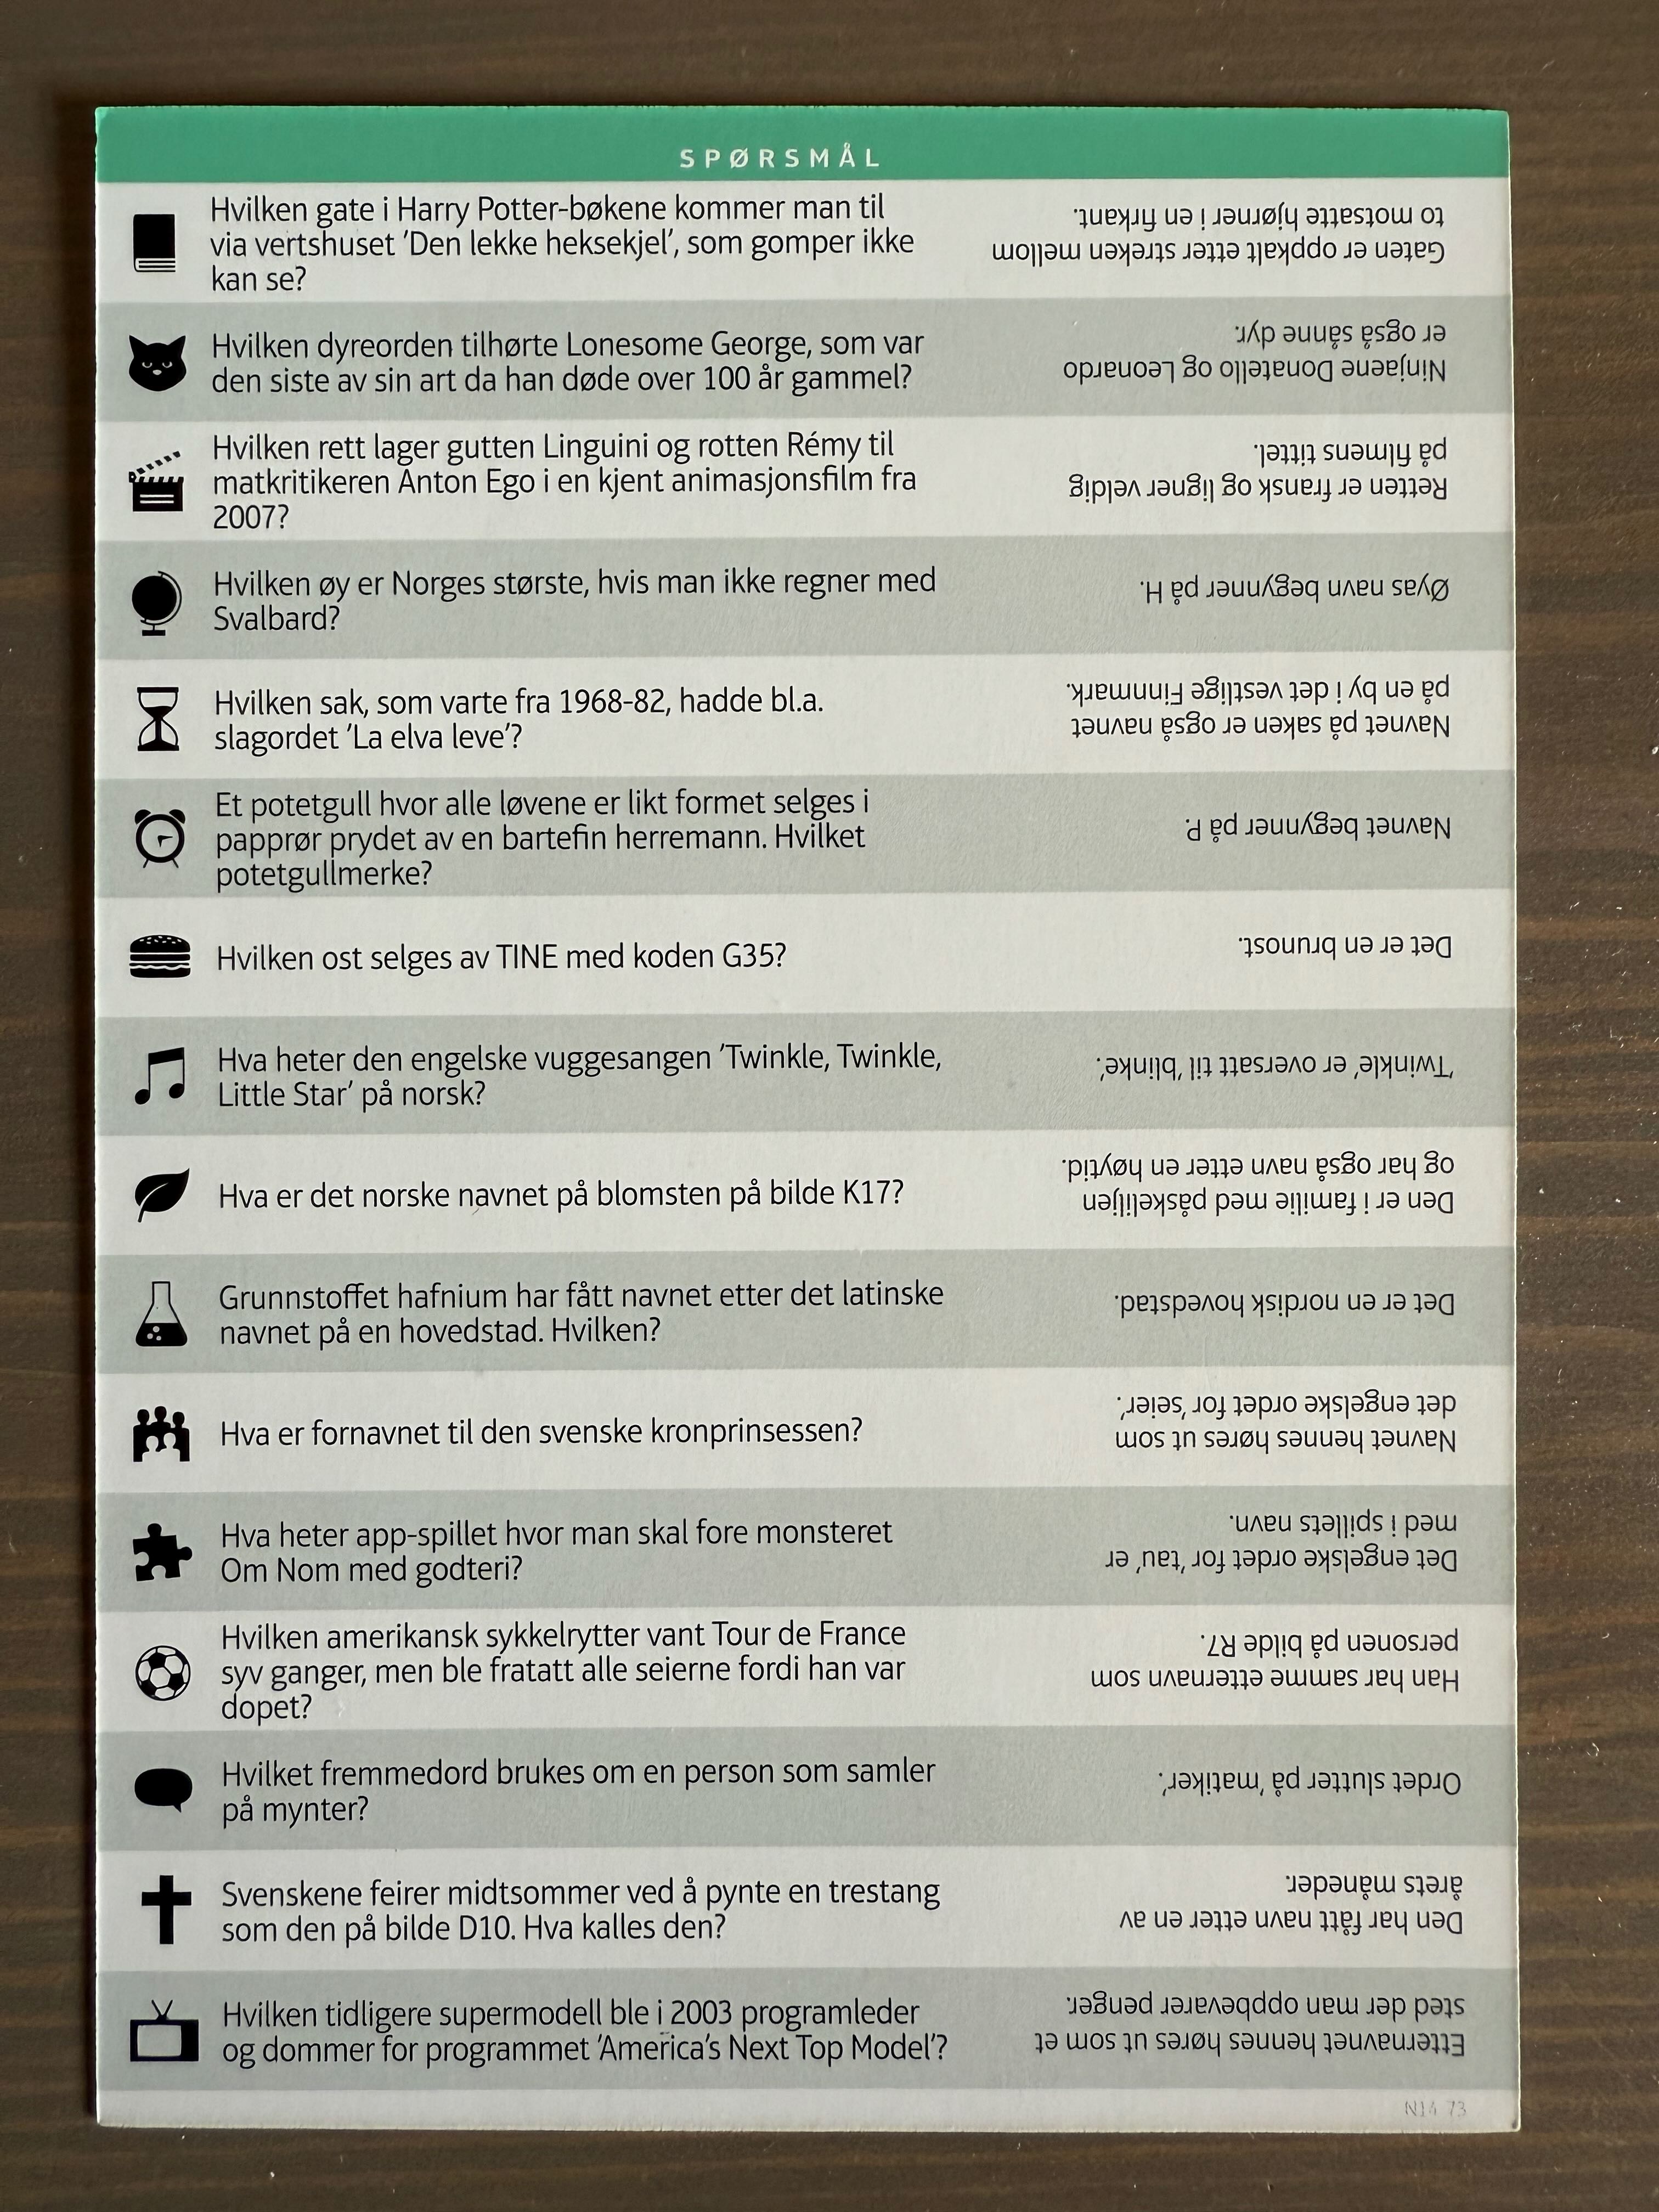 SPØRSMÅL
Hvilken gate i Harry Potter-bøkene kommer man til
via vertshuset 'Den lekke heksekjel', som gomper ikke
kan se?
Gaten er oppkalt etter streken mellom
to motsatte hjørner i en firkant.
Hvilken dyreorden tilhørte Lonesome George, som var
den siste av sin art da han døde over 100 år gammel?
Ninjaene Donatello og Leonardo
er også sånne dyr.
Hvilken rett lager gutten Linguini og rotten Rémy til
matkritikeren Anton Ego i en kjent animasjonsfilm fra
2007?
Retten er fransk og ligner veldig
på filmens tittel.
Hvilken øy er Norges største, hvis man ikke regner med
Svalbard?
Øyas navn begynner på H.
Hvilken sak, som varte fra 1968-82, hadde bl.a.
slagordet 'La elva leve'?
Navnet på saken er også navnet
på en by i det vestlige Finnmark.
Et potetgull hvor alle løvene er likt formet selges i
papprør prydet av en bartefin herremann. Hvilket
potetgullmerke?
Navnet begynner på P.
Hvilken ost selges av TINE med koden G35?
Det er en brunost.
Hva heter den engelske vuggesangen 'Twinkle, Twinkle,
Little Star' på norsk?
'Twinkle' er oversatt til 'blinke'.
Hva er det norske navnet på blomsten på bilde K17?
Den er i familie med påskeliljen
og har også navn etter en høytid.
Grunnstoffet hafnium har fått navnet etter det latinske
navnet på en hovedstad. Hvilken?
Det er en nordisk hovedstad.
Hva er fornavnet til den svenske kronprinsessen?
Navnet hennes høres ut som
det engelske ordet for 'seier'.
Hva heter app-spillet hvor man skal fore monsteret
Om Nom med godteri?
Det engelske ordet for 'tau' er
med i spillets navn.
Hvilken amerikansk sykkelrytter vant Tour de France
syv ganger, men ble fratatt alle seierne fordi han var
dopet?
Han har samme etternavn som
personen på bilde R7.
Hvilket fremmedord brukes om en person som samler
på mynter?
Ordet slutter på 'matiker'.
Svenskene feirer midtsommer ved å pynte en trestang
som den på bilde D10. Hva kalles den?
Den har fått navn etter en av
årets måneder.
Hvilken tidligere supermodell ble i 2003 programleder
og dommer for programmet 'America's Next Top Model'?
Etternavnet hennes høres ut som et
sted der man oppbevarer penger.
N14 73